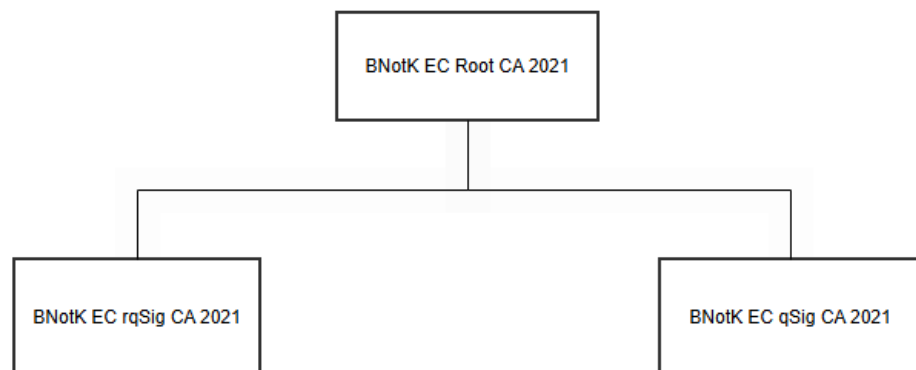 BNotK EC Root CA 2021
BNotK EC rqSig CA 2021
BNotK EC qSig CA 2021